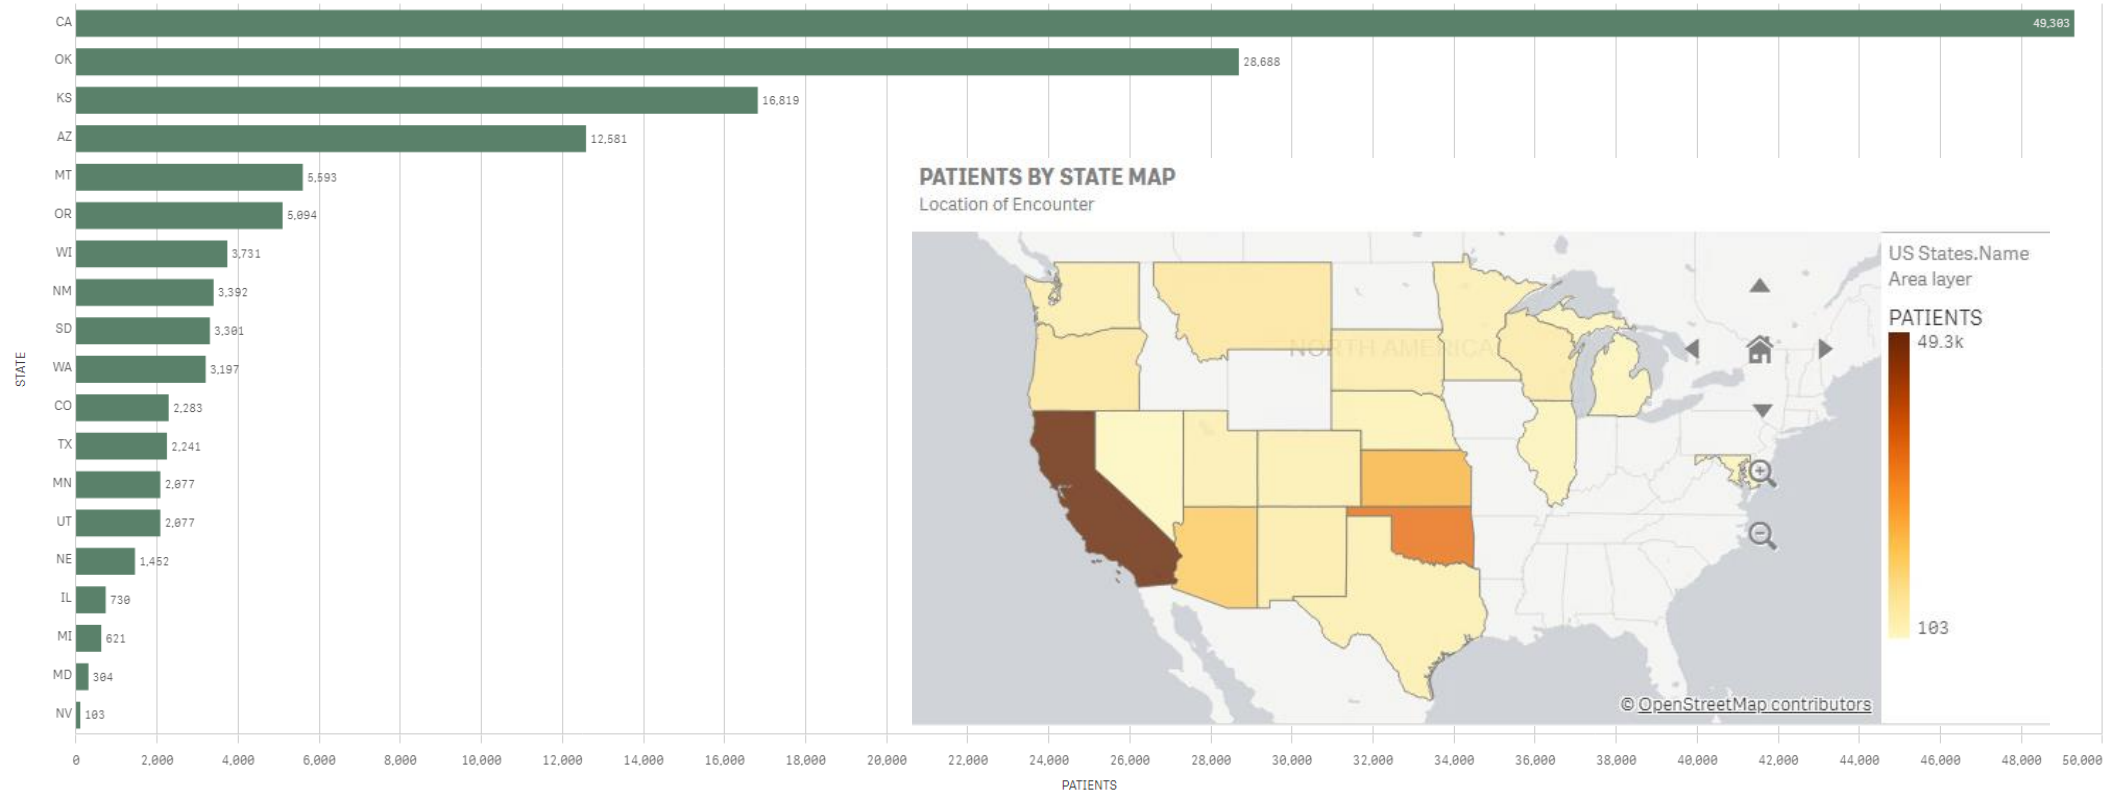 CA 49,303
OK 28,688
KS 16,819
AZ 12,581
MT 5,593
OR 5,094
WI 3,731
NM 3,392
SD 3,301
WA 3,197
CO 2,283
TX 2,241
MN 2,077
UT 2,077
NE 1,452
IL 730
MI 621
MD 304
NV 103
STATE
0 2,000 4,000 6,000 8,000 10,000 12,000 14,000 16,000 18,000 20,000 22,000 24,000 26,000 28,000 30,000 32,000 34,000 36,000 38,000 40,000 42,000 44,000 46,000 48,000 50,000
PATIENTS
PATIENTS BY STATE MAP
Location of Encounter
NORTH AMERICA
© OpenStreetMap contributors
US States.Name
Area layer
PATIENTS
49.3k
103